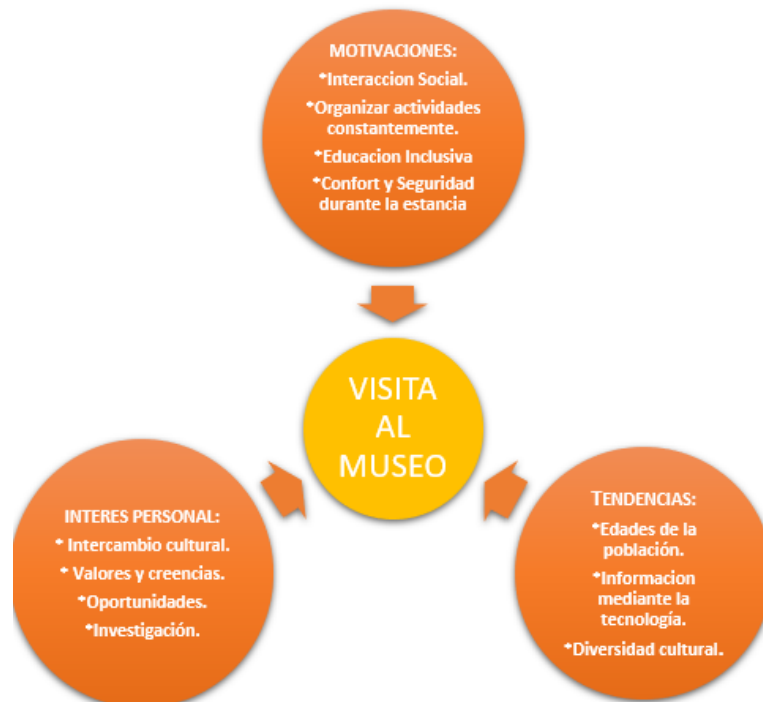 MOTIVACIONES:
*Interaccion Social.
*Organizar actividades
constantemente.
*Educacion Inclusiva
*Confort y Seguridad
durante la estancia
VISITA
AL
MUSEO
INTERES PERSONAL:
* Intercambio cultural.
* Valores y creencias.
*Oportunidades.
*Investigación.
TENDENCIAS:
*Edades de la
población.
*Informacion
mediante la
tecnología.
*Diversidad cultural.